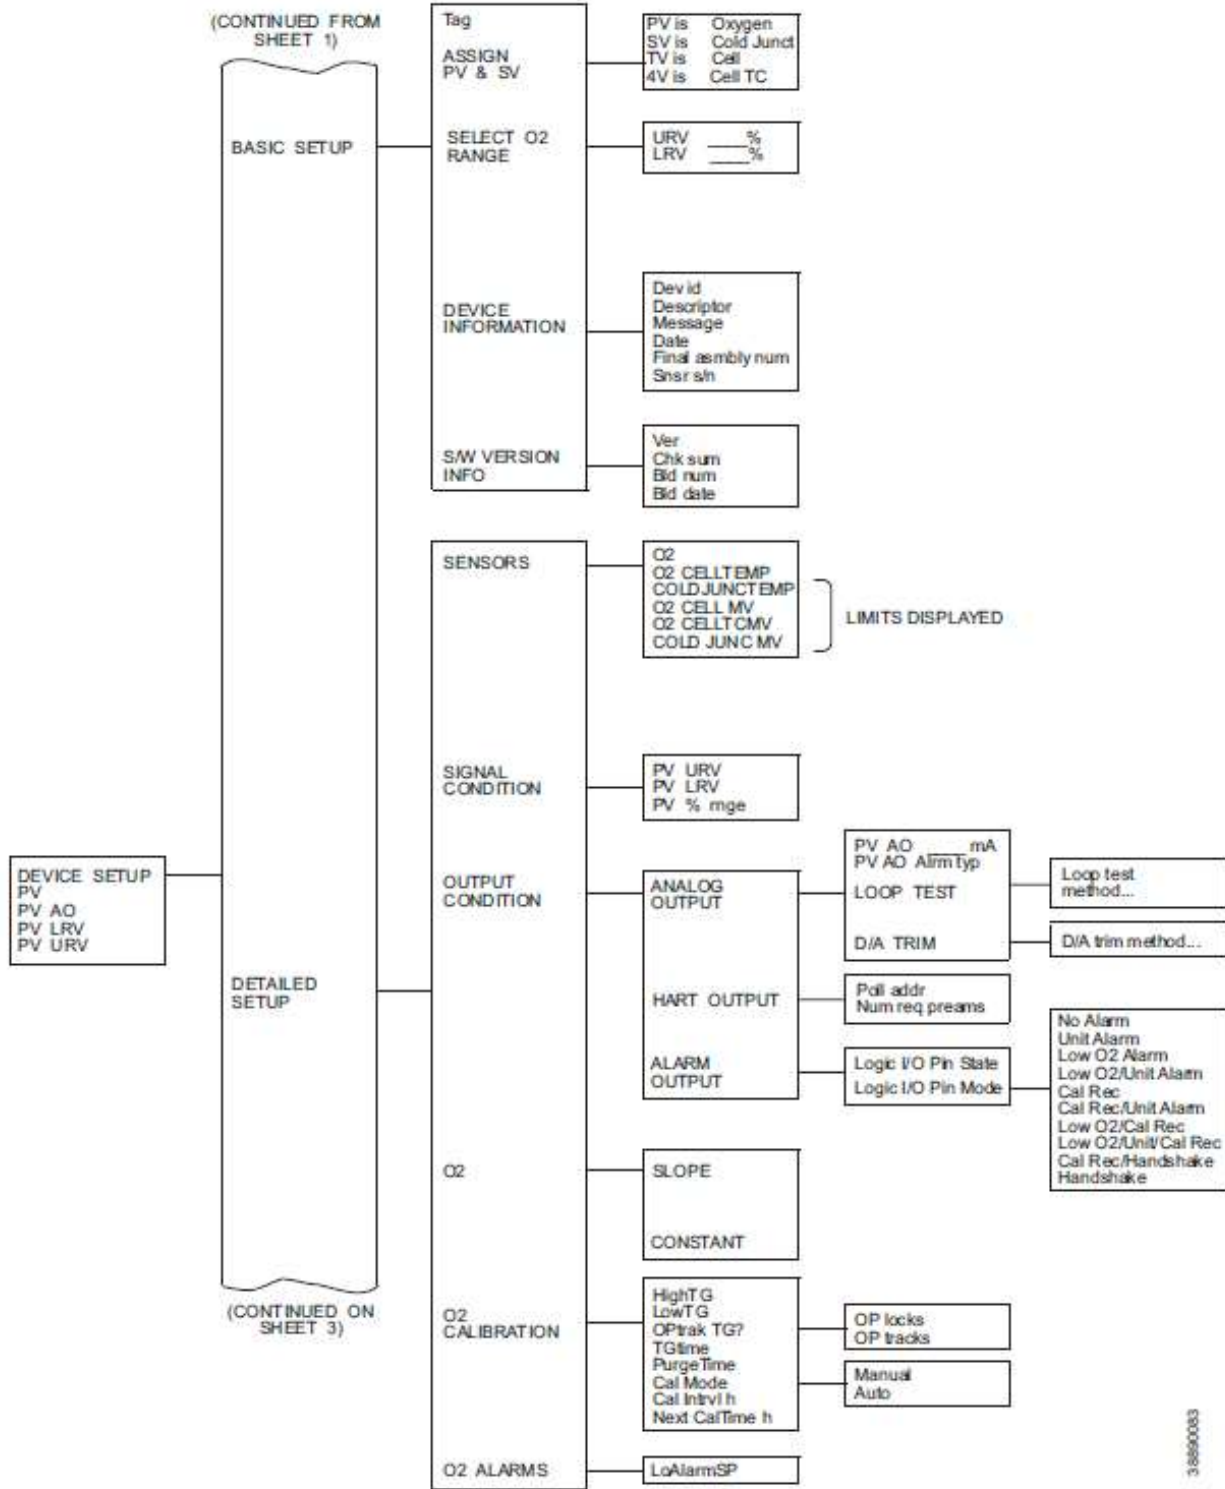 (CONTINUED FROM
SHEET 1)
BASIC SETUP
Tag
ASSIGN
PV & SV
PV is Oxygen
SV is Cold Junct
TV is Cell
4V is Cell TC
SELECT O2
RANGE
URV ____%
LRV ____%
DEVICE
INFORMATION
Dev id
Descriptor
Message
Date
Final asmbly num
Snsr s/n
S/W VERSION
INFO
Ver
Chk sum
Bld num
Bld date
DEVICE SETUP
PV
PV AO
PV LRV
PV URV
DETAILED
SETUP
SENSORS
O2
O2 CELLTEMP
COLDJUNCTEMP
O2 CELL MV
O2 CELLTCMV
COLD JUNC MV
LIMITS DISPLAYED
SIGNAL
CONDITION
PV URV
PV LRV
PV % rnge
OUTPUT
CONDITION
ANALOG
OUTPUT
PV AO ____mA
PV AO Alrm typ
LOOP TEST
Loop test
method...
D/A TRIM
D/A trim method...
HART OUTPUT
Poll addr
Num req preams
ALARM
OUTPUT
Logic I/O Pin State
Logic I/O Pin Mode
No Alarm
Unit Alarm
Low O2 Alarm
Low O2/Unit Alarm
Cal Rec
Cal Rec/Unit Alarm
Low O2/Cal Rec
Low O2/Unit/Cal Rec
Cal Rec/Handshake
Handshake
O2
SLOPE
CONSTANT
O2
CALIBRATION
HighTG
LowTG
OPtrak TG?
TGtime
PurgeTime
Cal Mode
Cal Intrvl h
Next CalTime h
OP locks
OP tracks
Manual
Auto
O2 ALARMS
LoAlarmSP
(CONTINUED ON
SHEET 3)
38890083